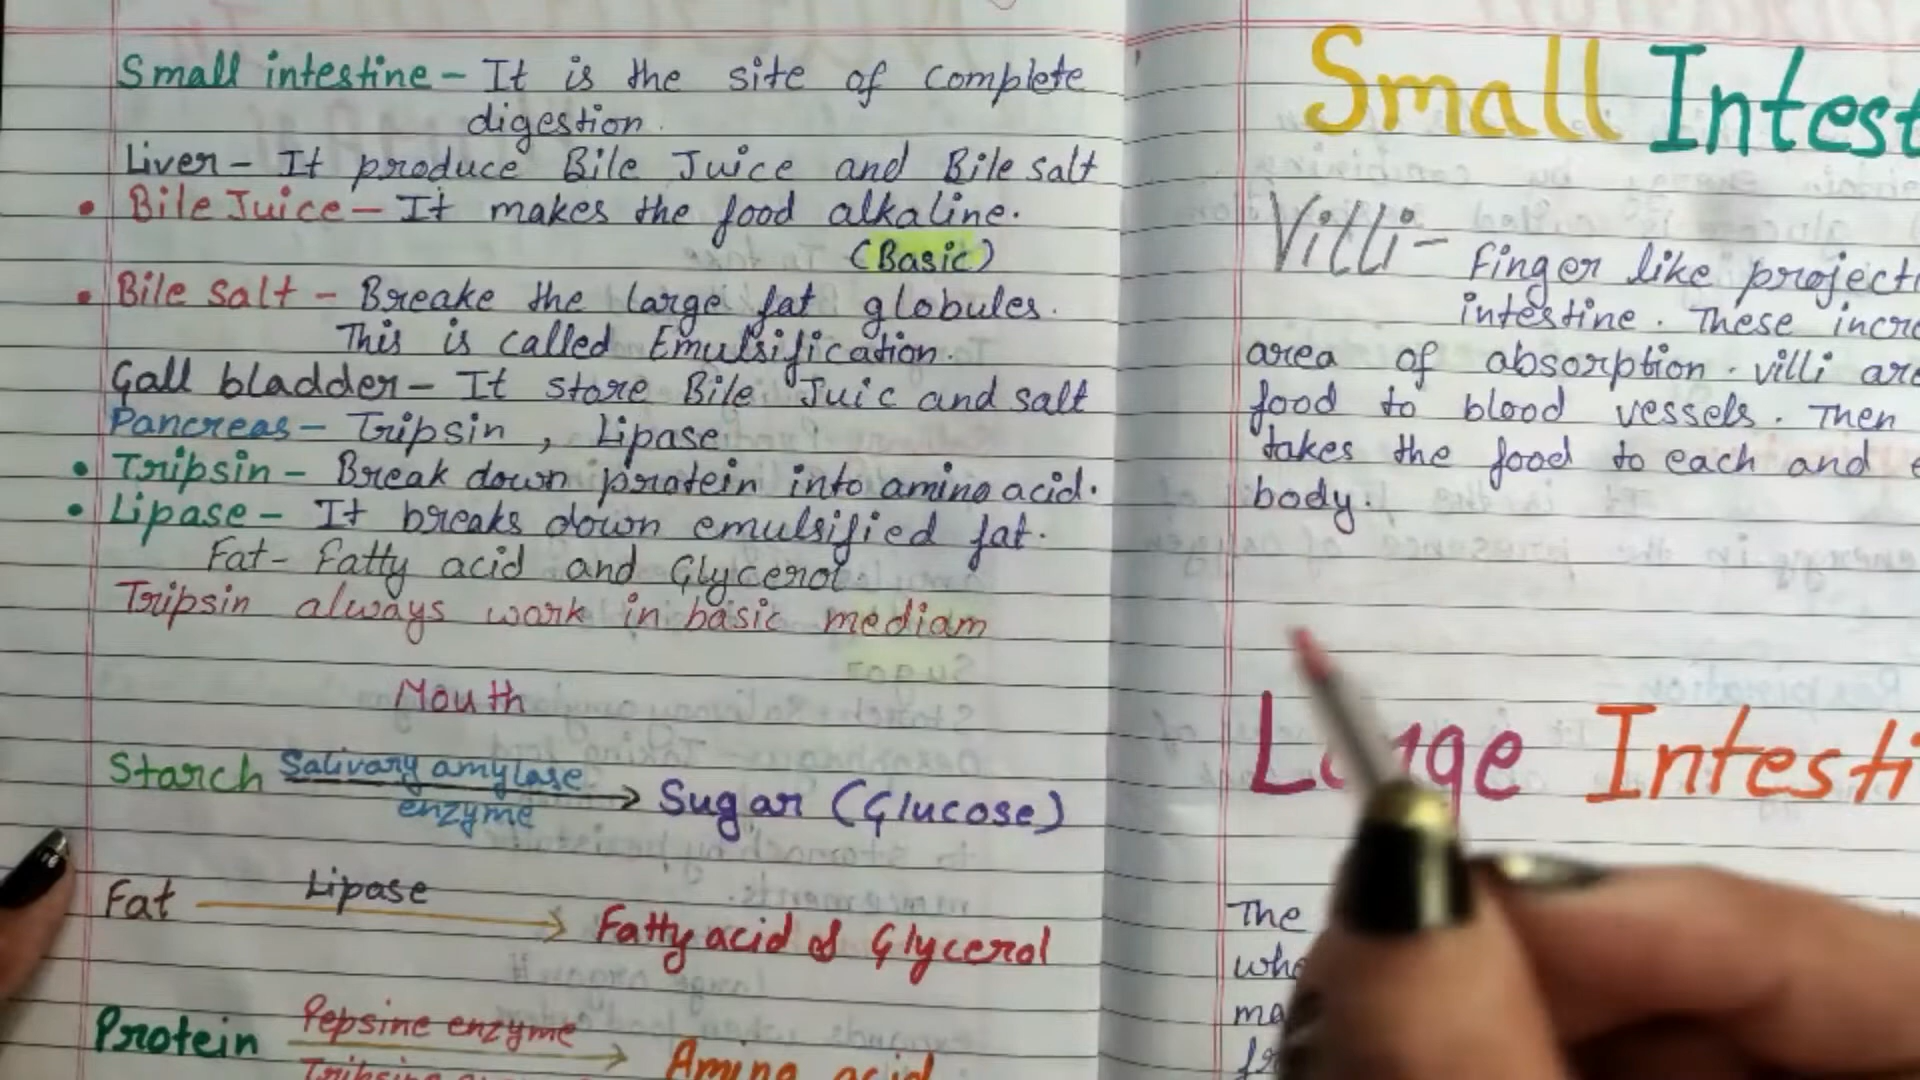 Small intestine - It is the site of complete
digestion.
Liver - It produce Bile Juice and Bile salt
• Bile Juice - It makes the food alkaline.
(Basic)
• Bile salt - Breake the large fat globules.
This is called Emulsification.
Gall bladder - It store Bile Juic and salt
Pancreas - Tripsin , Lipase
• Tripsin - Break down protein into amino acid.
• Lipase - It breaks down emulsified fat.
Fat - Fatty acid and Glycerol
Tripsin always work in basic mediam
Mouth
Starch Salivary amylase
enzyme → Sugar (Glucose)
Fat Lipase → Fatty acid & Glycerol
Protein Pepsine enzyme → Amino acid
Small Intest
Villi - Finger like projecti
intestine. These incre
area of absorption. villi are
food to blood vessels. Then
takes the food to each and e
body.
Large Intesti
The